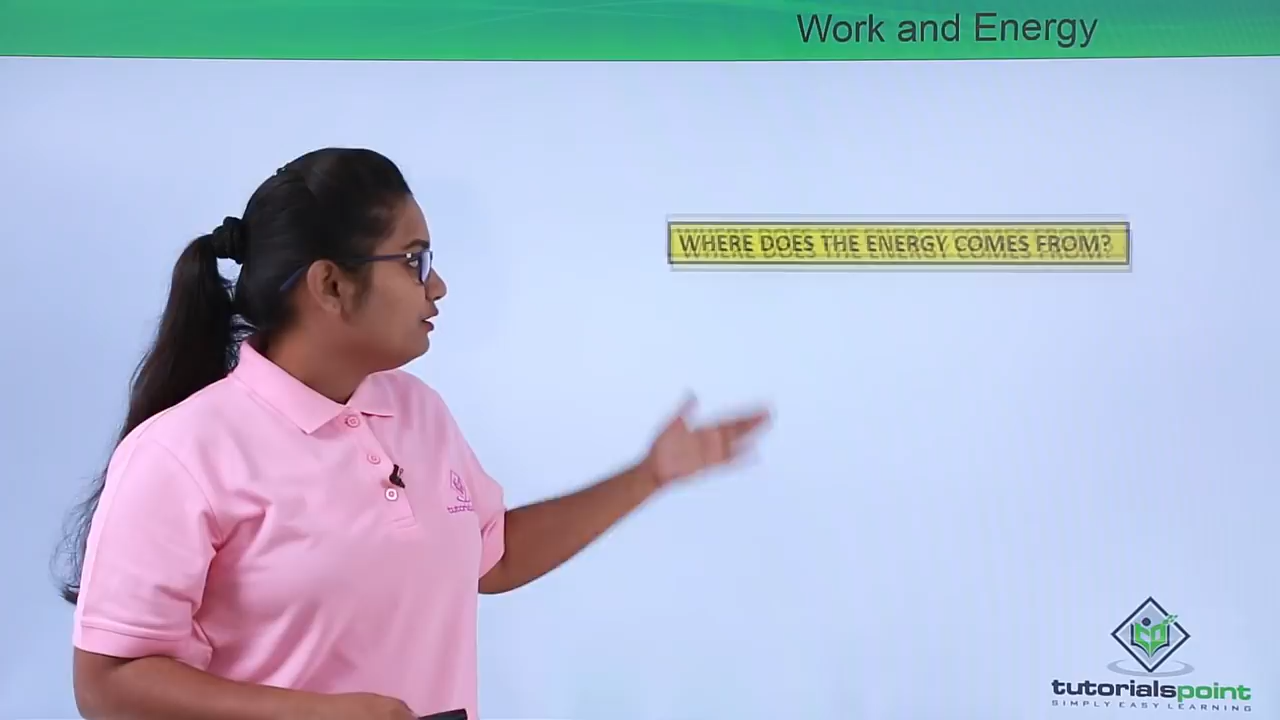 Work and Energy
WHERE DOES THE ENERGY COMES FROM?
tutorialspoint
SIMPLY EASY LEARNING